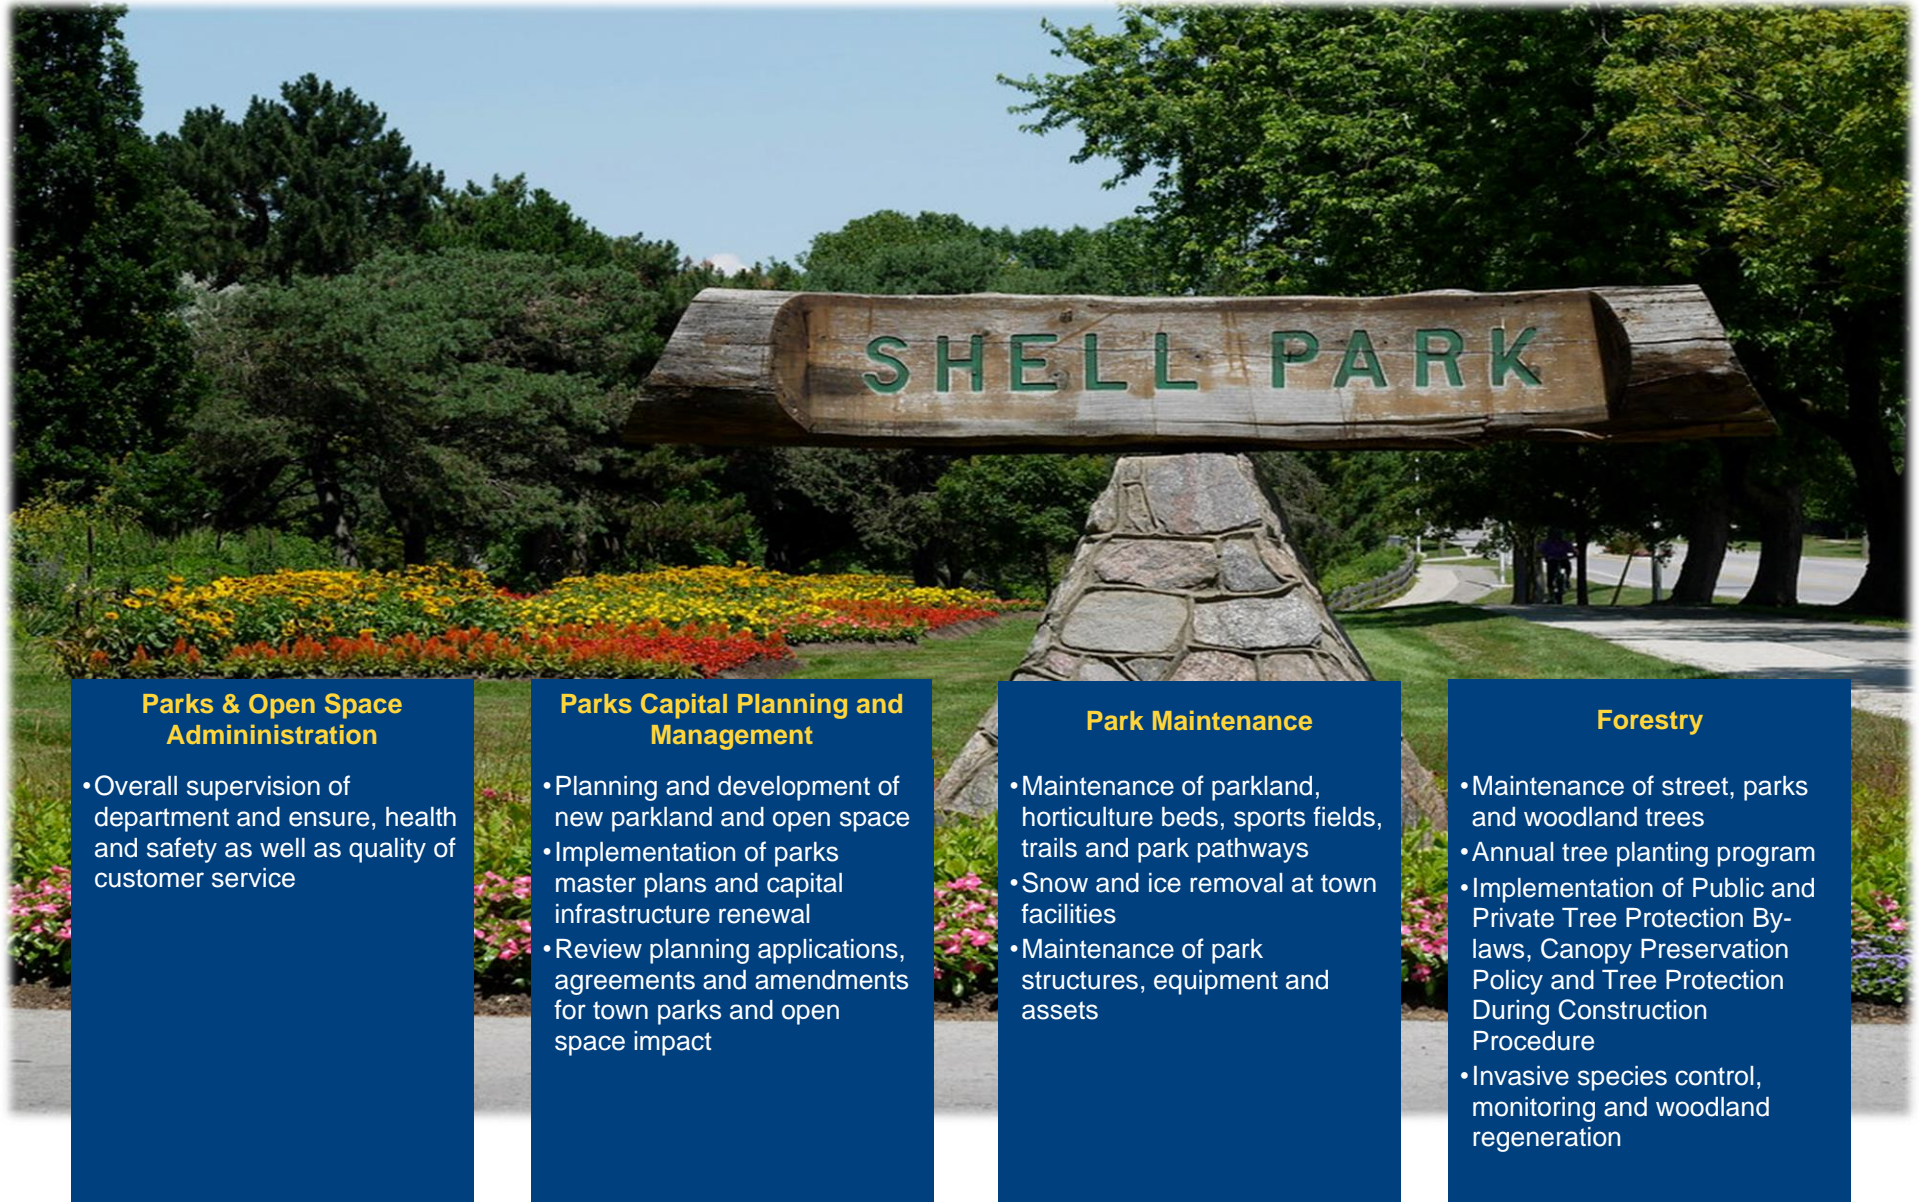 SHELL PARK
Parks & Open Space
Admininistration
•Overall supervision of
department and ensure, health
and safety as well as quality of
customer service
Parks Capital Planning and
Management
•Planning and development of
new parkland and open space
•Implementation of parks
master plans and capital
infrastructure renewal
•Review planning applications,
agreements and amendments
for town parks and open
space impact
Park Maintenance
•Maintenance of parkland,
horticulture beds, sports fields,
trails and park pathways
•Snow and ice removal at town
facilities
•Maintenance of park
structures, equipment and
assets
Forestry
•Maintenance of street, parks
and woodland trees
•Annual tree planting program
•Implementation of Public and
Private Tree Protection By-
laws, Canopy Preservation
Policy and Tree Protection
During Construction
Procedure
•Invasive species control,
monitoring and woodland
regeneration